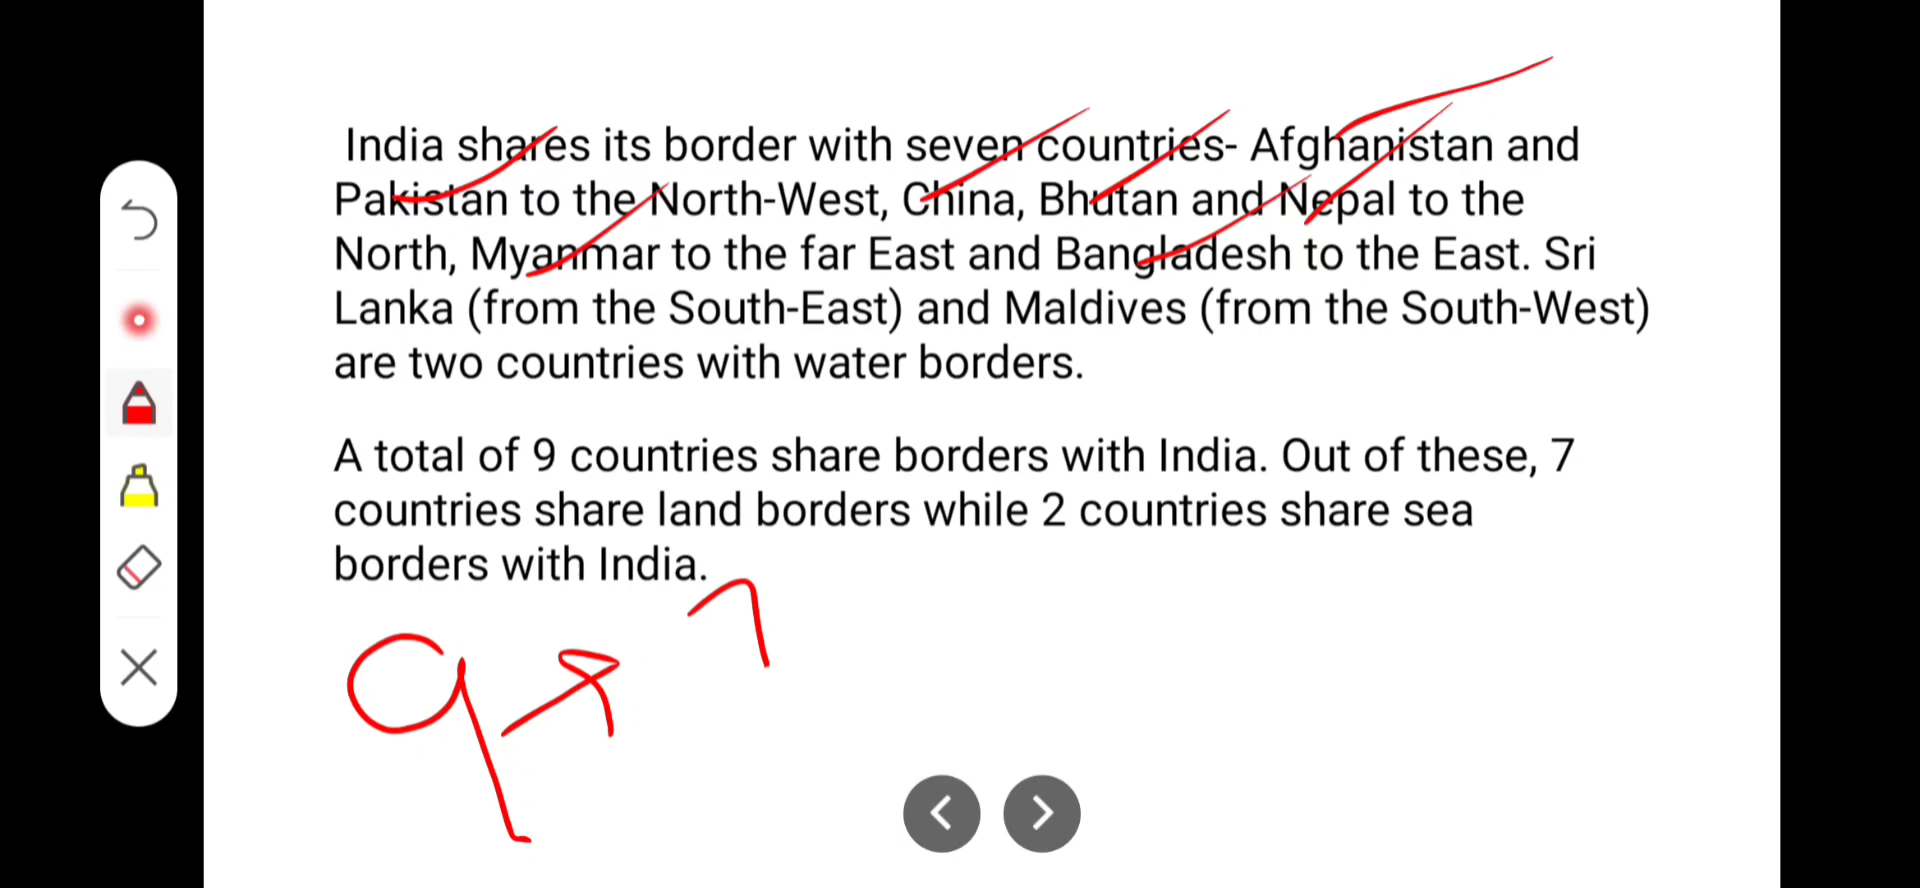 India shares its border with seven countries- Afghanistan and
Pakistan to the North-West, China, Bhutan and Nepal to the
North, Myanmar to the far East and Bangladesh to the East. Sri
Lanka (from the South-East) and Maldives (from the South-West)
are two countries with water borders.
A total of 9 countries share borders with India. Out of these, 7
countries share land borders while 2 countries share sea
borders with India.
9 7